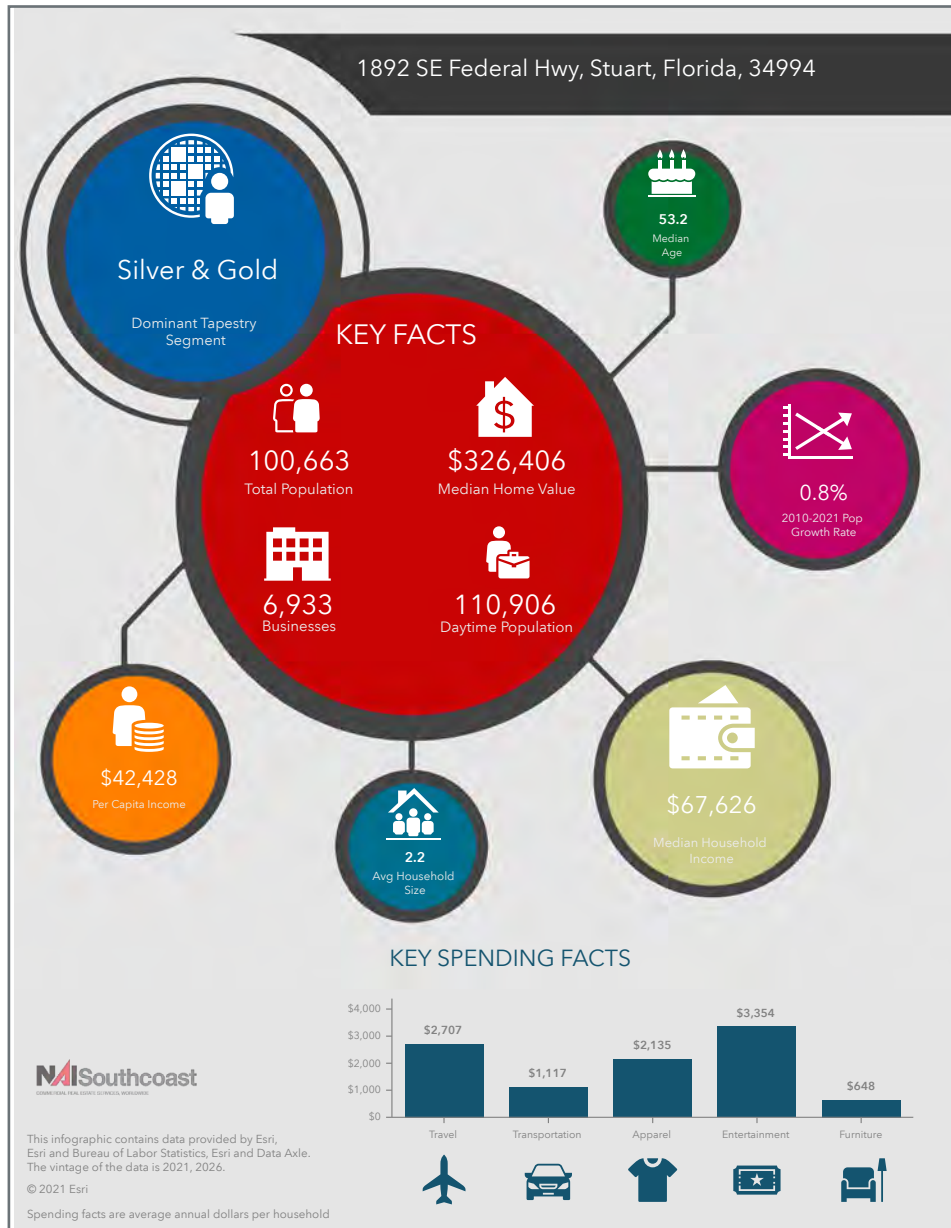 1892 SE Federal Hwy, Stuart, Florida, 34994
Silver & Gold
Dominant Tapestry
Segment
53.2
Median
Age
KEY FACTS
100,663
Total Population
$326,406
Median Home Value
6,933
Businesses
110,906
Daytime Population
0.8%
2010-2021 Pop
Growth Rate
$42,428
Per Capita Income
2.2
Avg Household
Size
$67,626
Median Household
Income
KEY SPENDING FACTS
$4,000
$3,000
$2,000
$1,000
$0
$2,707
$1,117
$2,135
$3,354
$648
Travel
Transportation
Apparel
Entertainment
Furniture
NAISouthcoast
COMMERCIAL REAL ESTATE SERVICES, WORLDWIDE
This infographic contains data provided by Esri,
Esri and Bureau of Labor Statistics, Esri and Data Axle.
The vintage of the data is 2021, 2026.
© 2021 Esri
Spending facts are average annual dollars per household